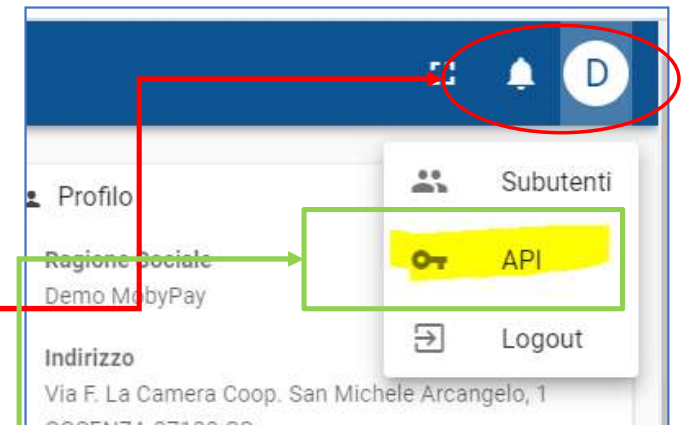 D
Profilo
Subutenti
Ragione Sociale
API
Demo MobyPay
Logout
Indirizzo
Via F. La Camera Coop. San Michele Arcangelo, 1